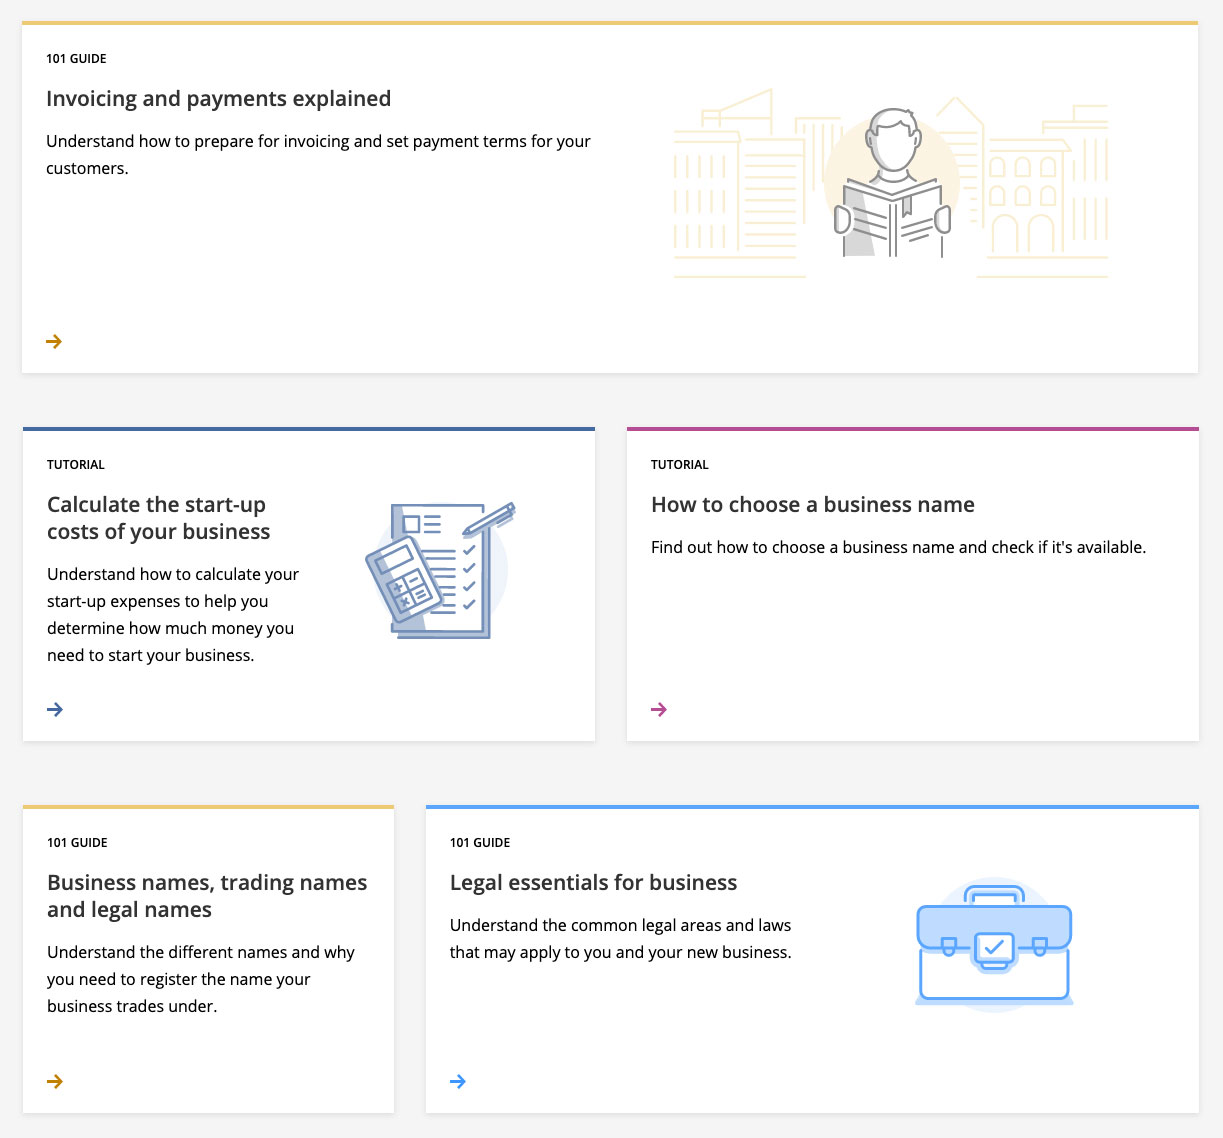 101 GUIDE
Invoicing and payments explained
Understand how to prepare for invoicing and set payment terms for your
customers.
TUTORIAL
Calculate the start-up
costs of your business
Understand how to calculate your
start-up expenses to help you
determine how much money you
need to start your business.
TUTORIAL
How to choose a business name
Find out how to choose a business name and check if it's available.
101 GUIDE
Business names, trading names
and legal names
Understand the different names and why
you need to register the name your
business trades under.
101 GUIDE
Legal essentials for business
Understand the common legal areas and laws
that may apply to you and your new business.